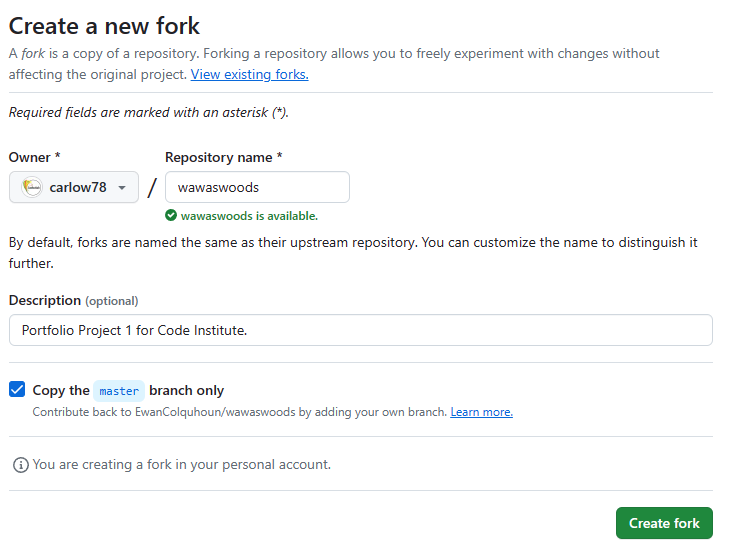 Create a new fork
A fork is a copy of a repository. Forking a repository allows you to freely experiment with changes without
affecting the original project. View existing forks.
Required fields are marked with an asterisk (*).
Owner *
Repository name *
carlow78
/
wawaswoods
wawaswoods is available.
By default, forks are named the same as their upstream repository. You can customize the name to distinguish it
further.
Description (optional)
Portfolio Project 1 for Code Institute.
Copy the master branch only
Contribute back to EwanColquhoun/wawaswoods by adding your own branch. Learn more.
You are creating a fork in your personal account.
Create fork